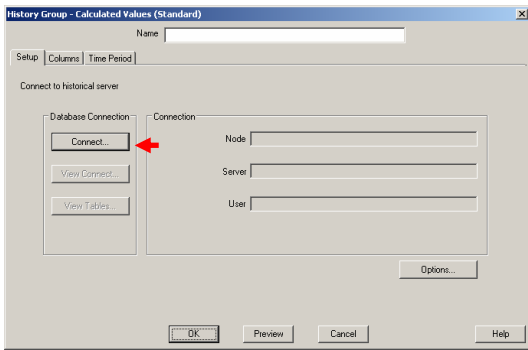 History Group - Calculated Values (Standard)
Name
Setup Columns Time Period
Connect to historical server
Database Connection Connection
Connect... Node
View Connect... Server
View Tables... User
Options...
OK Preview Cancel Help